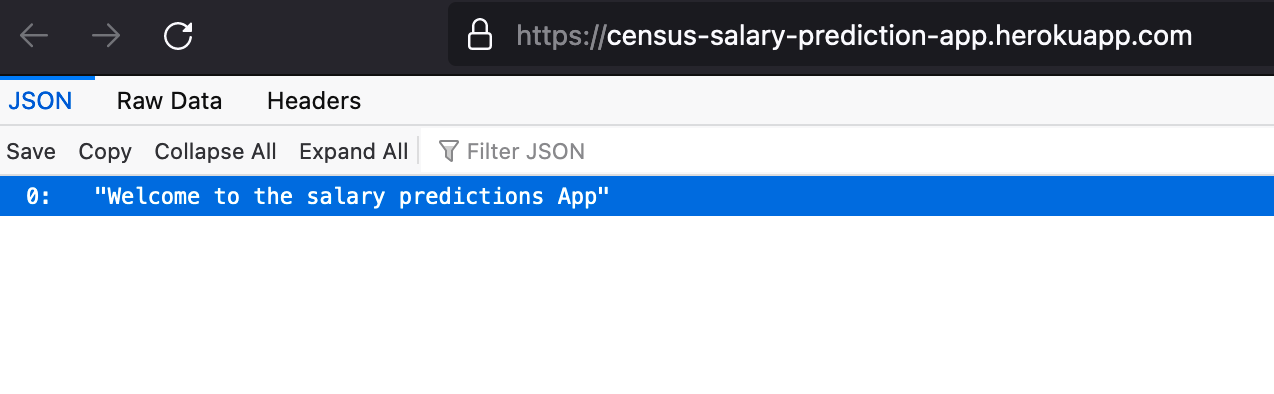 https://census-salary-prediction-app.herokuapp.com
JSON Raw Data Headers
Save Copy Collapse All Expand All Filter JSON
0: "Welcome to the salary predictions App"